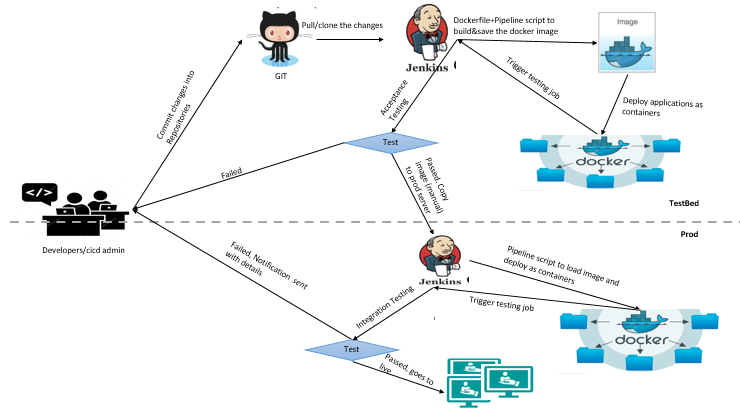 Pull/clone the changes
Dockerfile+Pipeline script to
build&save the docker image
Image
GIT
Jenkins
Commit changes into
Repositories
Acceptance
Testing
Trigger testing job
Deploy applications as
containers
Test
docker
Failed
Passed, Copy
image (manual)
to prod server
</>
TestBed
Developers/cicd admin
Prod
Jenkins
Pipeline script to load image and
deploy as containers
Failed, Notification sent
with details
Integration Testing
Trigger testing job
docker
Test
Passed, goes to
live